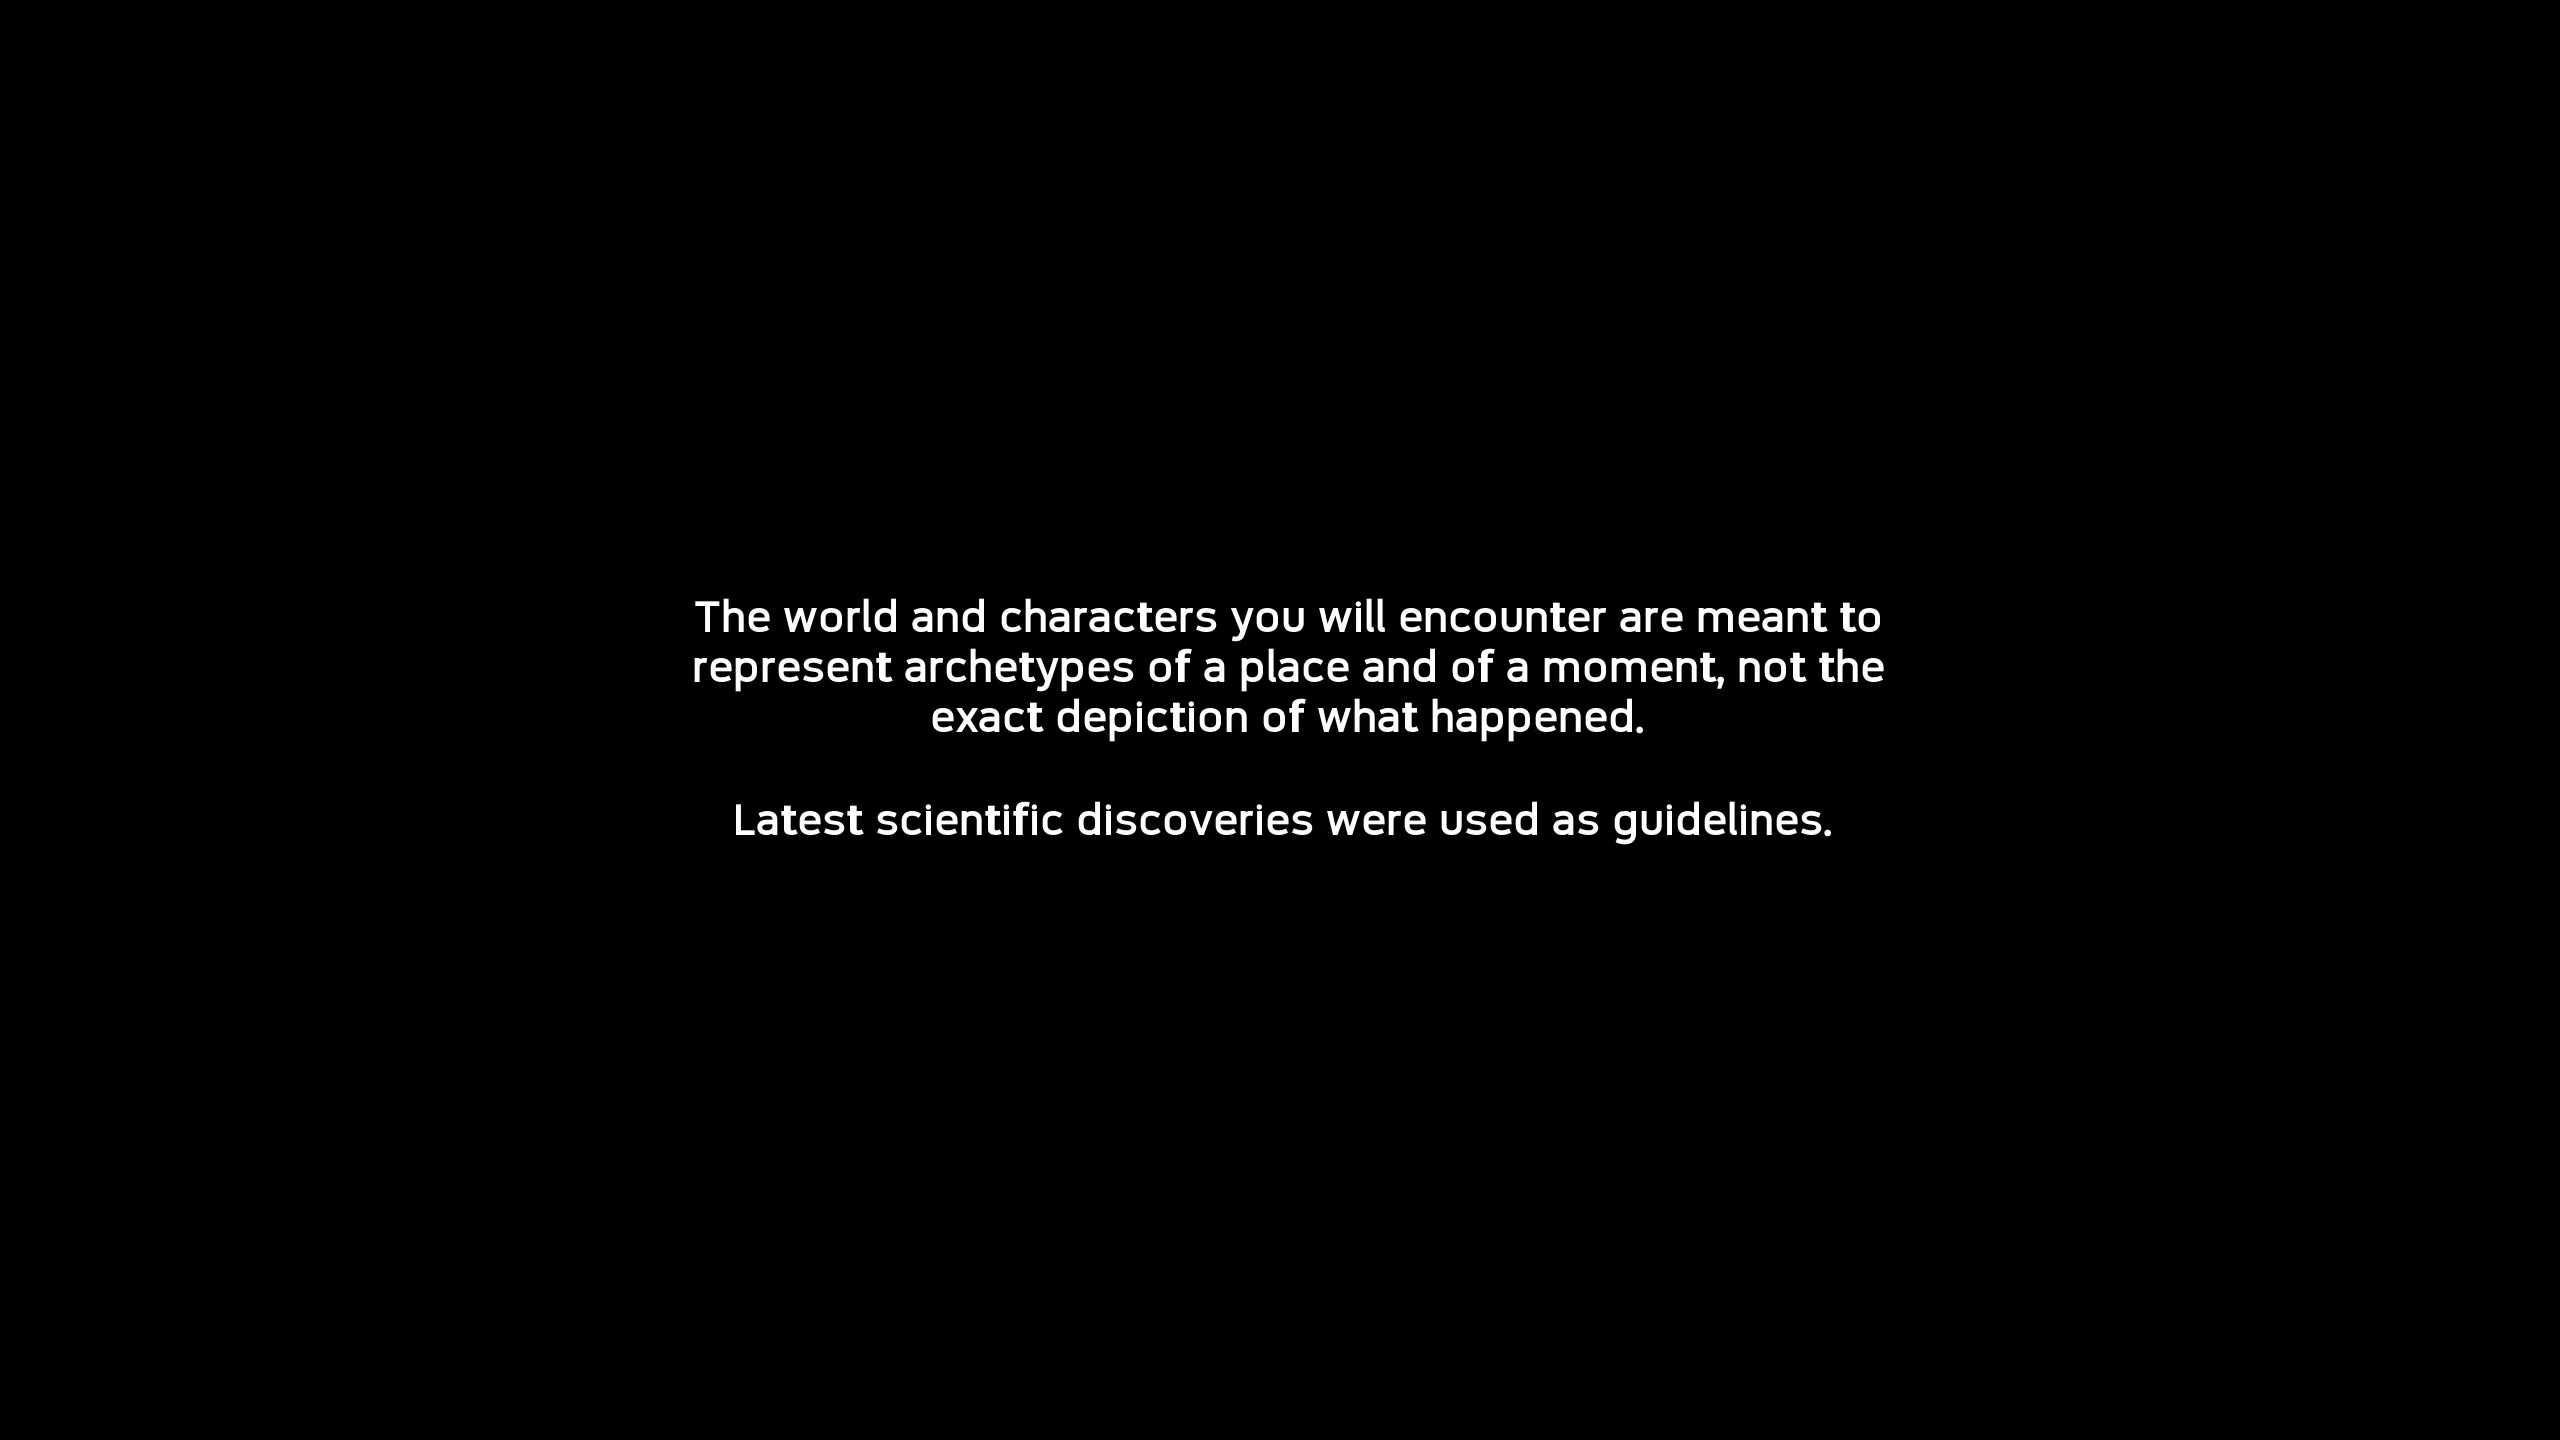 The world and characters you will encounter are meant to
represent archetypes of a place and of a moment, not the
exact depiction of what happened.
Latest scientific discoveries were used as guidelines.